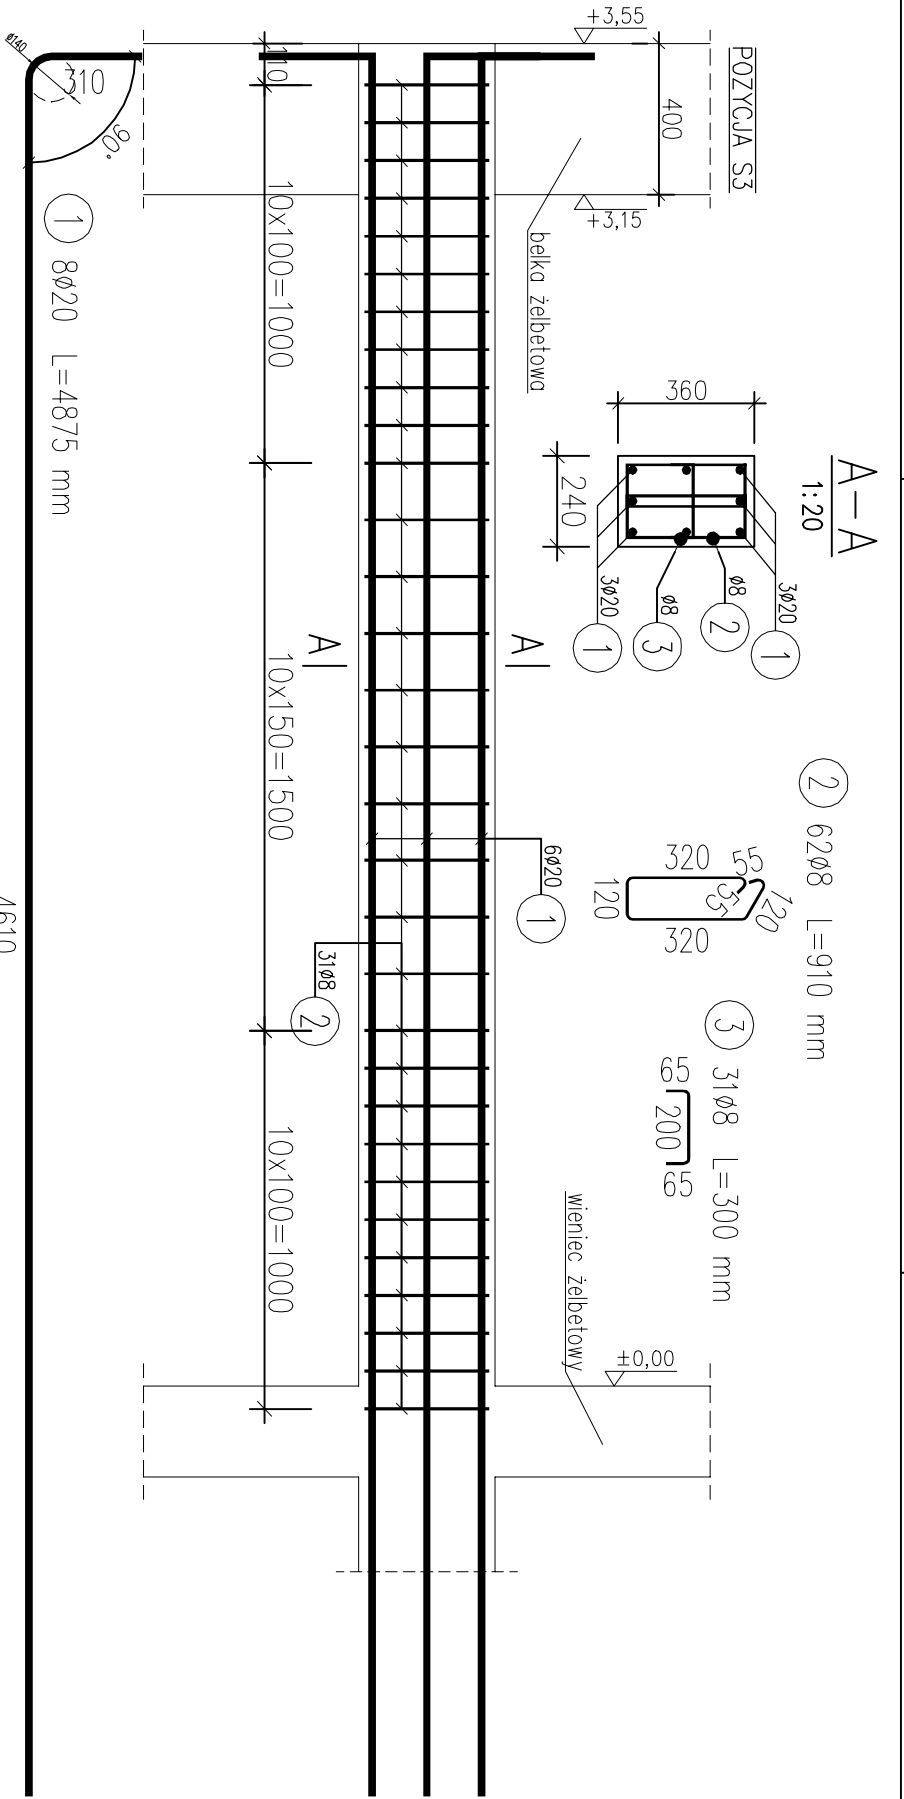 POZYCJA S3
A-A
1:20
360
240
3ø20
1
ø8
2
ø8
3
3ø20
1
2 62ø8 L=910 mm
320
55
55
120
120
320
3 31ø8 L=300 mm
65
200
65
+3,55
400
+3,15
belka żelbetowa
wieniec żelbetowy
±0,00
A
A
6ø20
1
31ø8
2
110
10x100=1000
10x150=1500
10x100=1000
1 8ø20 L=4875 mm
ø140
310
90°
4610